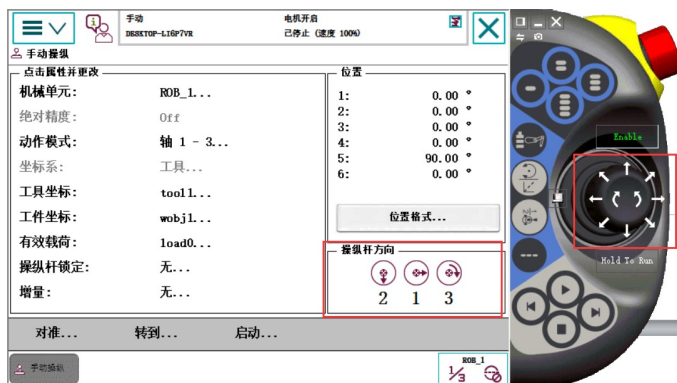 手动
DESKTOP-LI6P7VR
电机开启
已停止 (速度 100%)
手动操纵
点击属性并更改
机械单元: ROB_1...
绝对精度: Off
动作模式: 轴 1 - 3...
坐标系: 工具...
工具坐标: tool1...
工件坐标: wobj1...
有效载荷: load0...
操纵杆锁定: 无...
增量: 无...
位置
1: 0.00 °
2: 0.00 °
3: 0.00 °
4: 0.00 °
5: 90.00 °
6: 0.00 °
位置格式...
操纵杆方向
2 1 3
对准... 转到... 启动...
手动操纵
ROB_1
1/3
Enable
Hold To Run